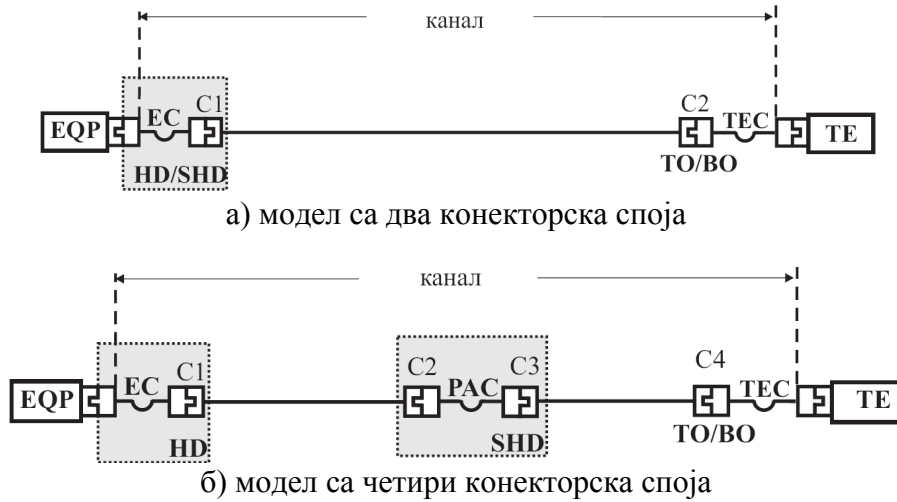 канал
EQP EC C1 HD/SHD C2 TO/BO TEC TE
а) модел са два конекторска споја
канал
EQP EC C1 HD C2 PAC C3 SHD C4 TO/BO TEC TE
б) модел са четири конекторска споја